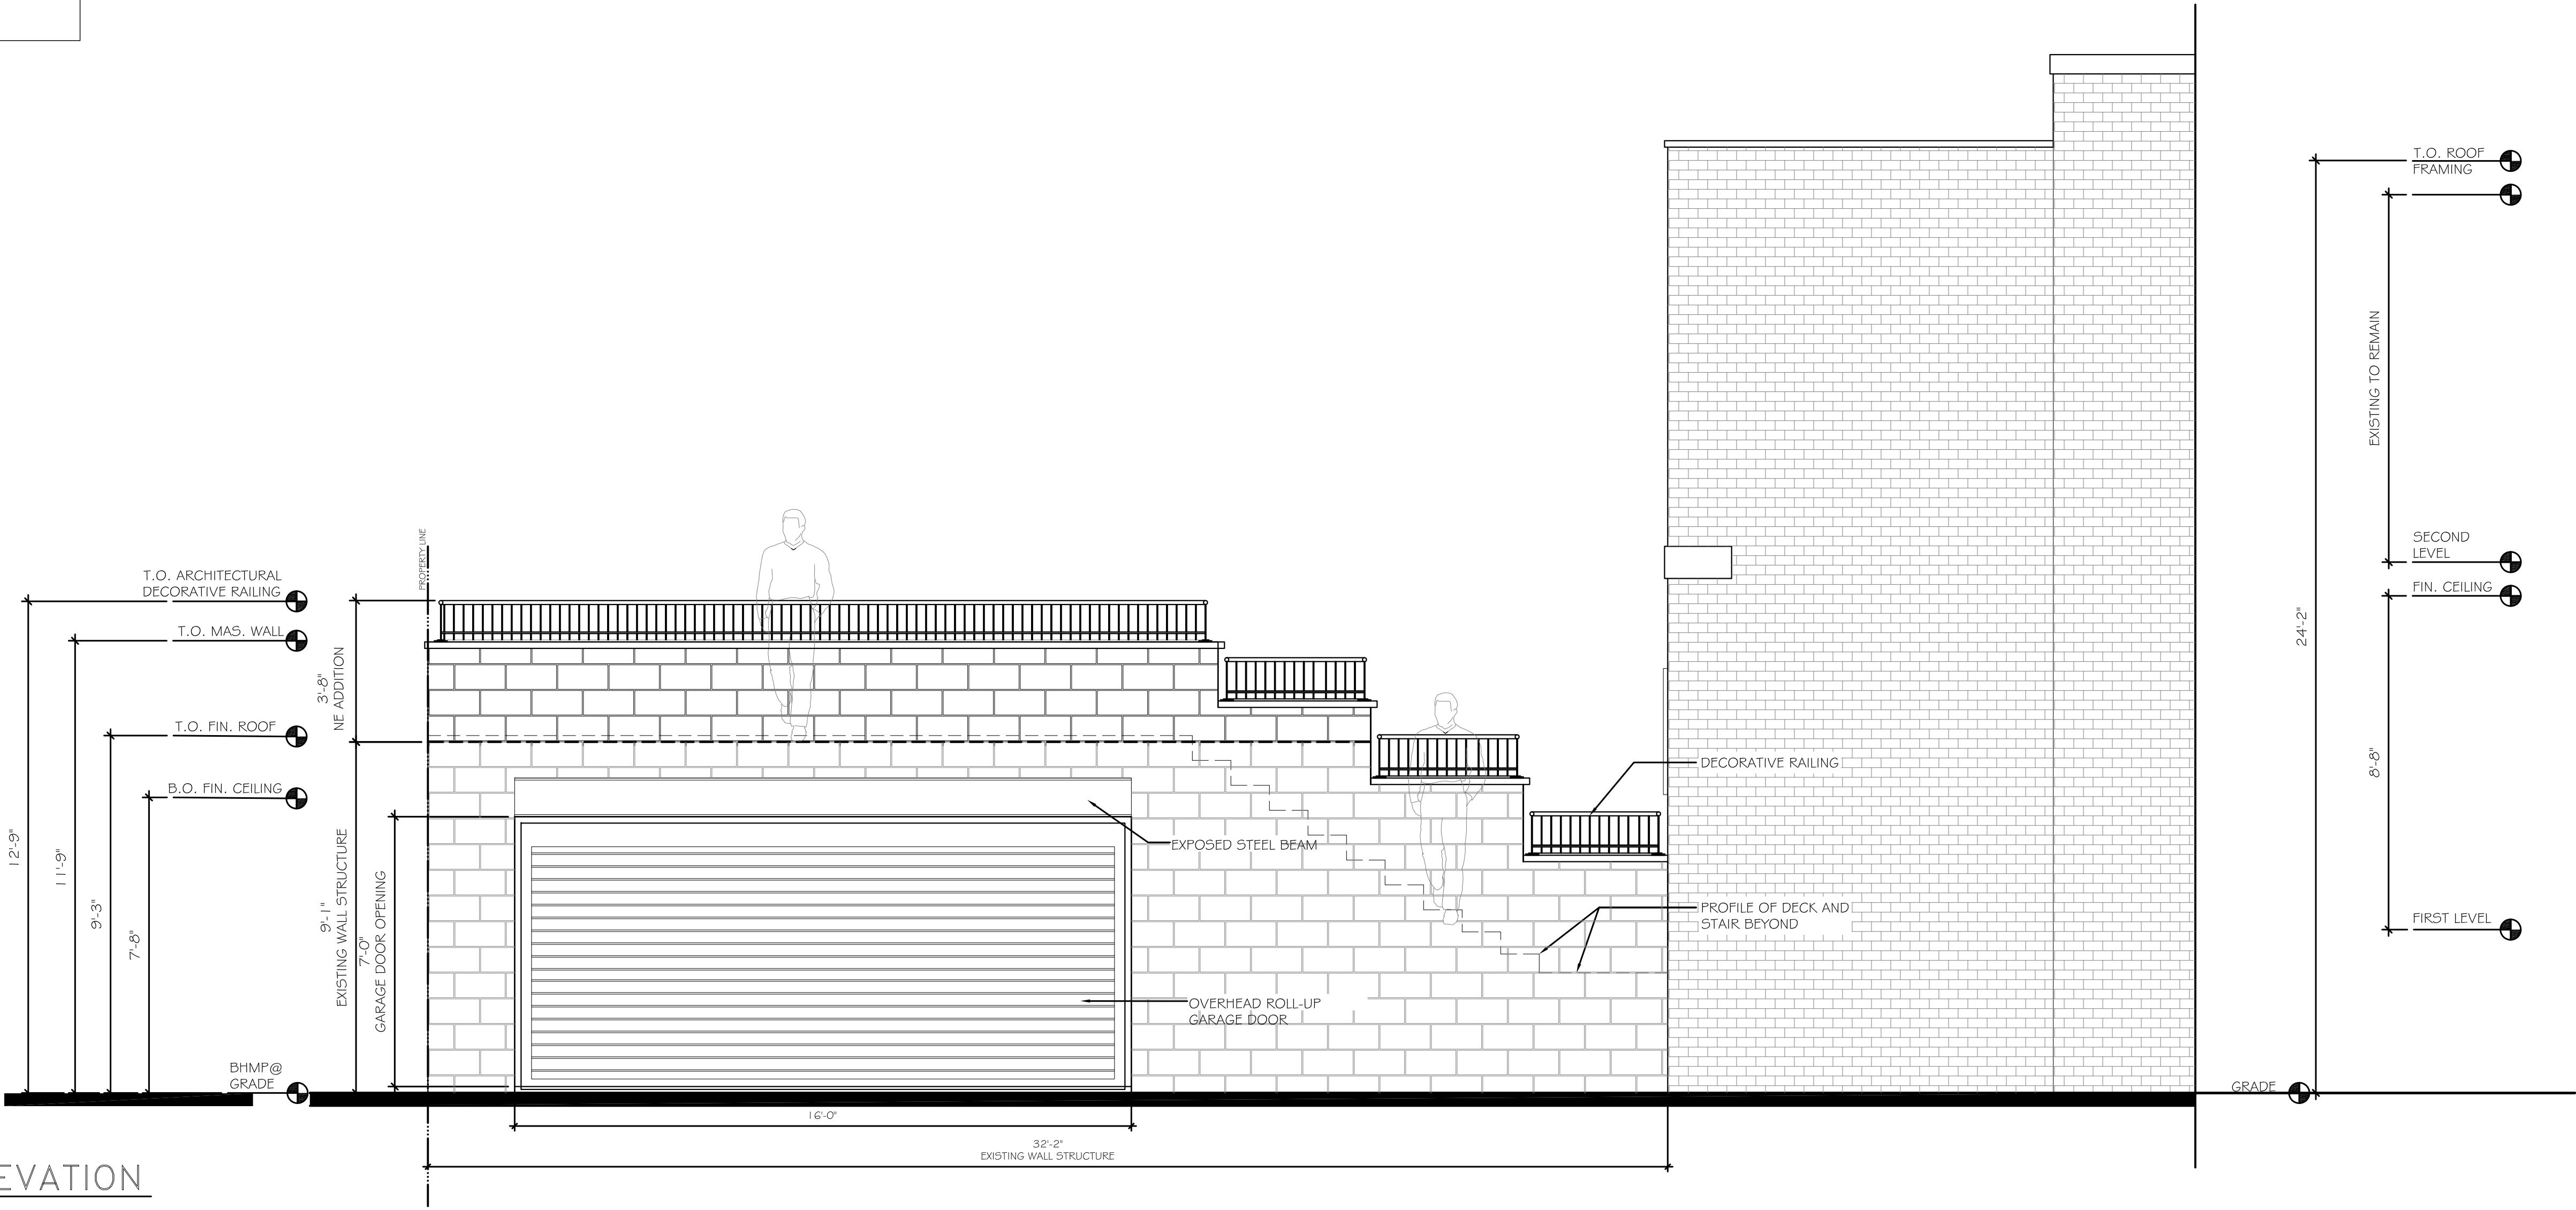 T.O. ROOF
FRAMING
EXISTING TO REMAIN
SECOND
LEVEL
FIN. CEILING
24'-2"
8'-8"
FIRST LEVEL
GRADE
PROPERTY LINE
T.O. ARCHITECTURAL
DECORATIVE RAILING
T.O. MAS. WALL
3'-8"
NE ADDITION
T.O. FIN. ROOF
B.O. FIN. CEILING
12'-9"
11'-9"
9'-3"
7'-8"
9'-1"
EXISTING WALL STRUCTURE
7'-0"
GARAGE DOOR OPENING
BHMP@
GRADE
DECORATIVE RAILING
EXPOSED STEEL BEAM
PROFILE OF DECK AND
STAIR BEYOND
OVERHEAD ROLL-UP
GARAGE DOOR
16'-0"
32'-2"
EXISTING WALL STRUCTURE
EVATION